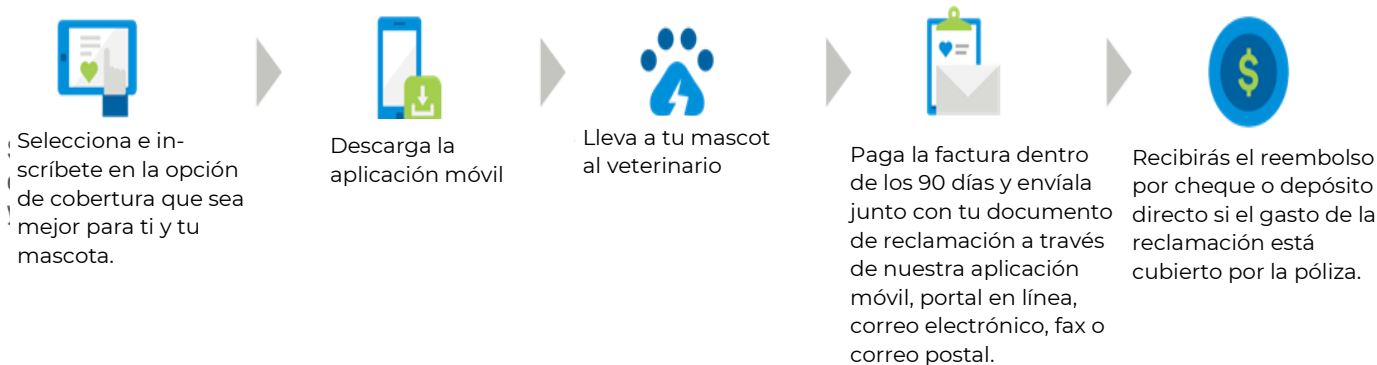 Selecciona e in-
scríbete en la opción
de cobertura que sea
mejor para ti y tu
mascota.
Descarga la
aplicación móvil
Lleva a tu mascot
al veterinario
Paga la factura dentro
de los 90 días y envíala
junto con tu documento
de reclamación a través
de nuestra aplicación
móvil, portal en línea,
correo electrónico, fax o
correo postal.
Recibirás el reembolso
por cheque o depósito
directo si el gasto de la
reclamación está
cubierto por la póliza.
$